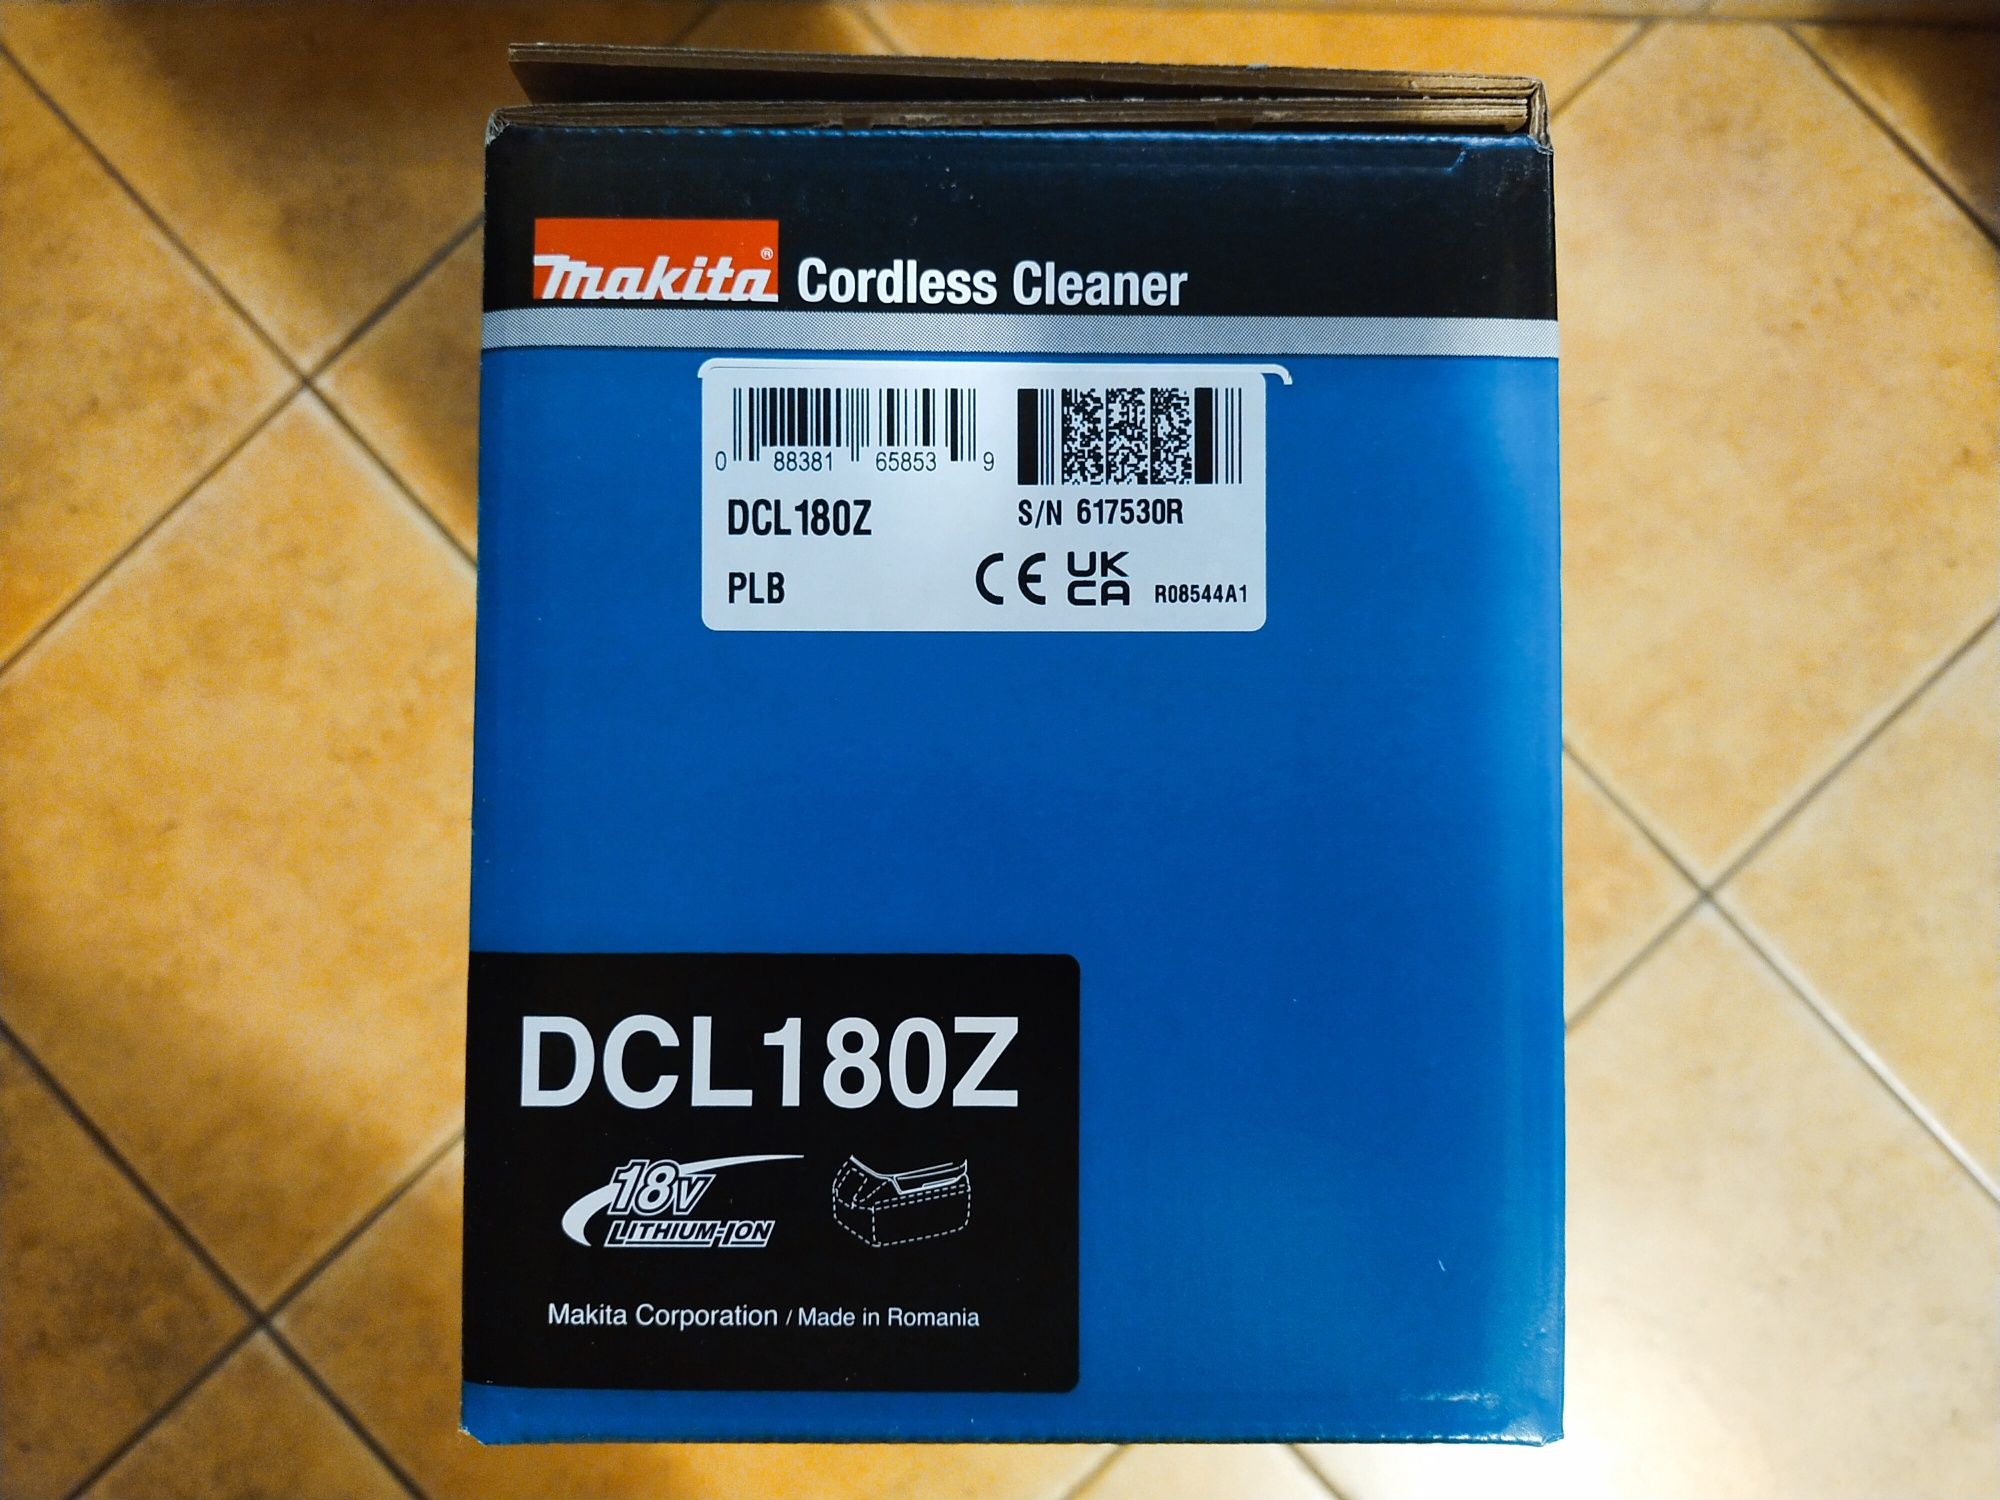 makita® Cordless Cleaner
0 88381 65853 9
DCL180Z S/N 617530R
PLB CE UK CA R08544A1
DCL180Z
18V
LITHIUM-ION
Makita Corporation / Made in Romania